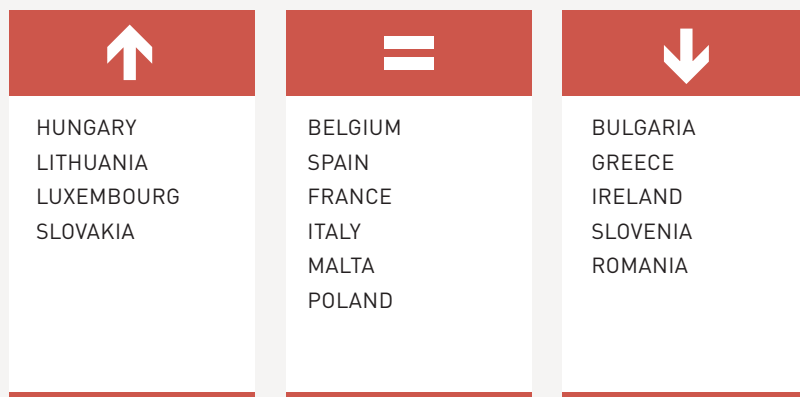 HUNGARY
LITHUANIA
LUXEMBOURG
SLOVAKIA
BELGIUM
SPAIN
FRANCE
ITALY
MALTA
POLAND
BULGARIA
GREECE
IRELAND
SLOVENIA
ROMANIA